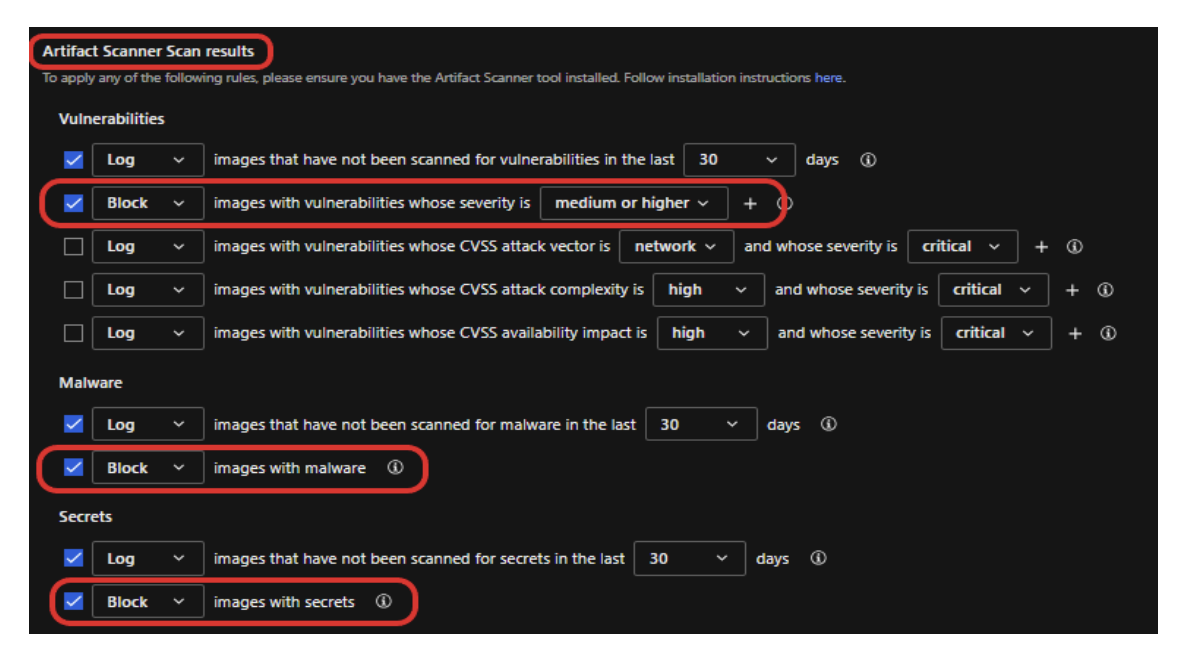 Artifact Scanner Scan results
To apply any of the following rules, please ensure you have the Artifact Scanner tool installed. Follow installation instructions here.
Vulnerabilities
Log images that have not been scanned for vulnerabilities in the last 30 days
Block images with vulnerabilities whose severity is medium or higher +
Log images with vulnerabilities whose CVSS attack vector is network and whose severity is critical +
Log images with vulnerabilities whose CVSS attack complexity is high and whose severity is critical +
Log images with vulnerabilities whose CVSS availability impact is high and whose severity is critical +
Malware
Log images that have not been scanned for malware in the last 30 days
Block images with malware
Secrets
Log images that have not been scanned for secrets in the last 30 days
Block images with secrets